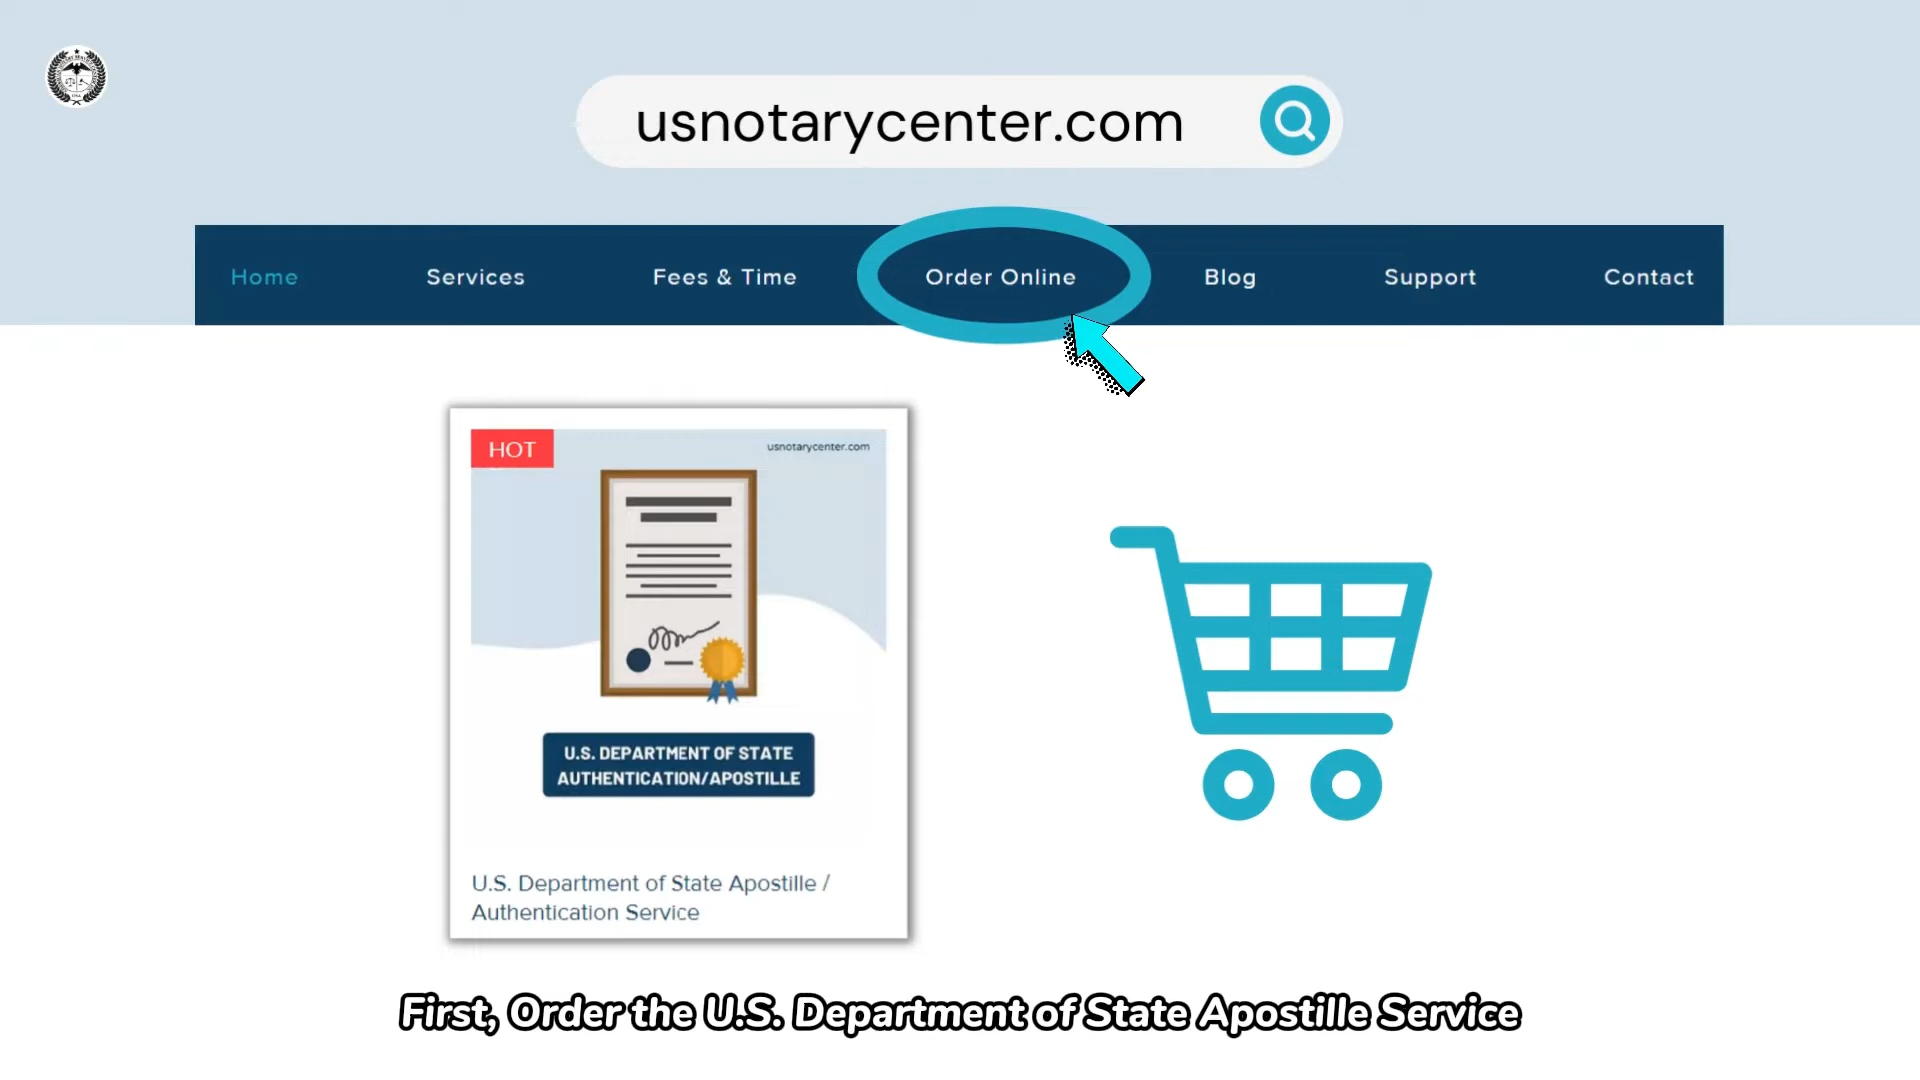 usnotarycenter.com
Home Services Fees & Time Order Online Blog Support Contact
HOT
usnotarycenter.com
U.S. DEPARTMENT OF STATE
AUTHENTICATION/APOSTILLE
U.S. Department of State Apostille /
Authentication Service
First, Order the U.S. Department of State Apostille Service